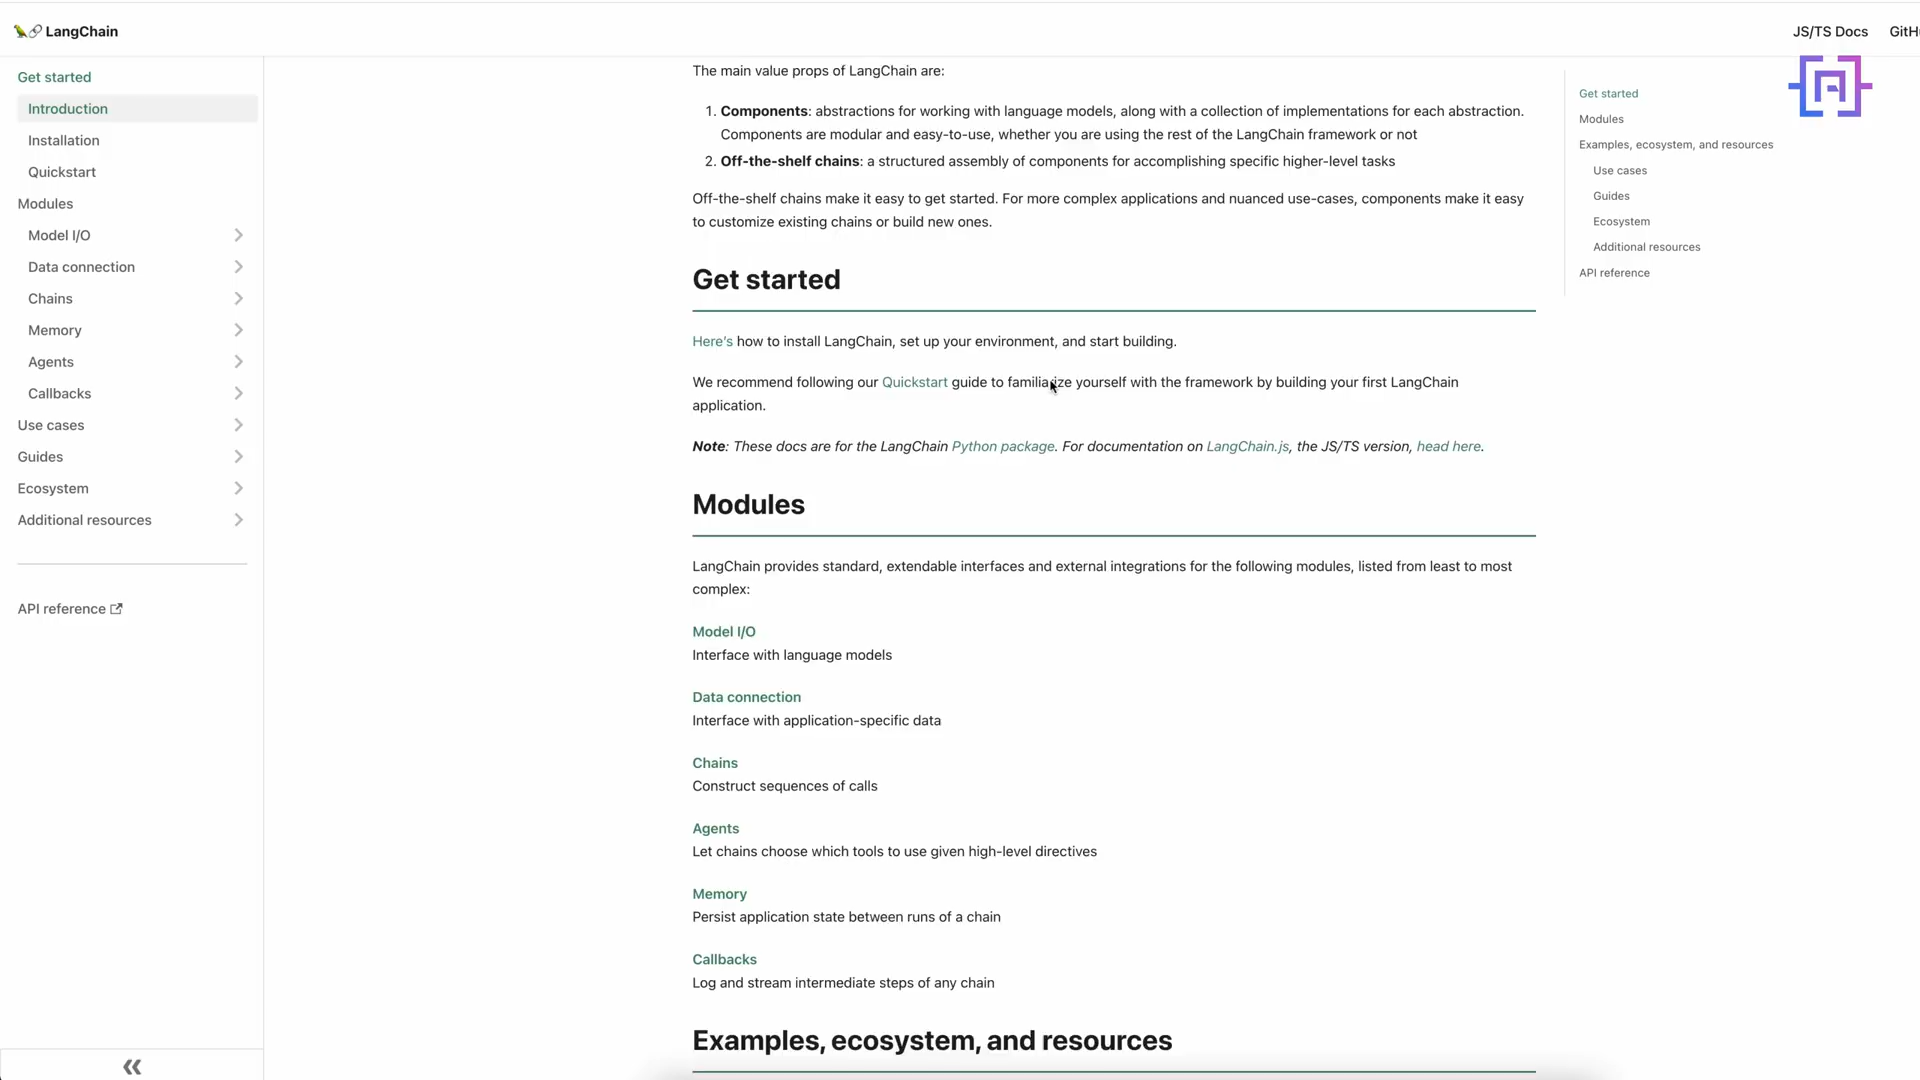 LangChain
JS/TS Docs
Get started
Introduction
Installation
Quickstart
Modules
Model I/O
Data connection
Chains
Memory
Agents
Callbacks
Use cases
Guides
Ecosystem
Additional resources
API reference
The main value props of LangChain are:
1. Components: abstractions for working with language models, along with a collection of implementations for each abstraction.
Components are modular and easy-to-use, whether you are using the rest of the LangChain framework or not
2. Off-the-shelf chains: a structured assembly of components for accomplishing specific higher-level tasks
Off-the-shelf chains make it easy to get started. For more complex applications and nuanced use-cases, components make it easy
to customize existing chains or build new ones.
Get started
Here's how to install LangChain, set up your environment, and start building.
We recommend following our Quickstart guide to familiarize yourself with the framework by building your first LangChain
application.
Note: These docs are for the LangChain Python package. For documentation on LangChain.js, the JS/TS version, head here.
Modules
LangChain provides standard, extendable interfaces and external integrations for the following modules, listed from least to most
complex:
Model I/O
Interface with language models
Data connection
Interface with application-specific data
Chains
Construct sequences of calls
Agents
Let chains choose which tools to use given high-level directives
Memory
Persist application state between runs of a chain
Callbacks
Log and stream intermediate steps of any chain
Examples, ecosystem, and resources
Get started
Modules
Examples, ecosystem, and resources
Use cases
Guides
Ecosystem
Additional resources
API reference